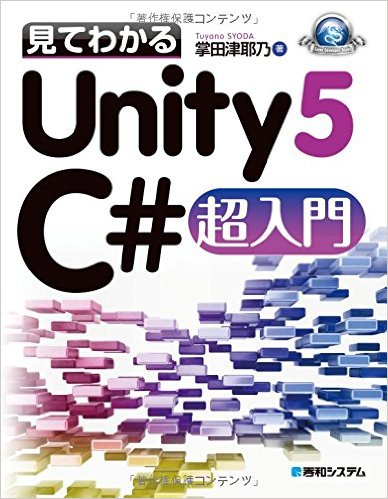 「著作権保護コンテンツ」
見てわかる
Tuyano SYODA
掌田津耶乃 著
Unity 5
C# 超入門
秀和システム
「著作権保護コンテンツ」